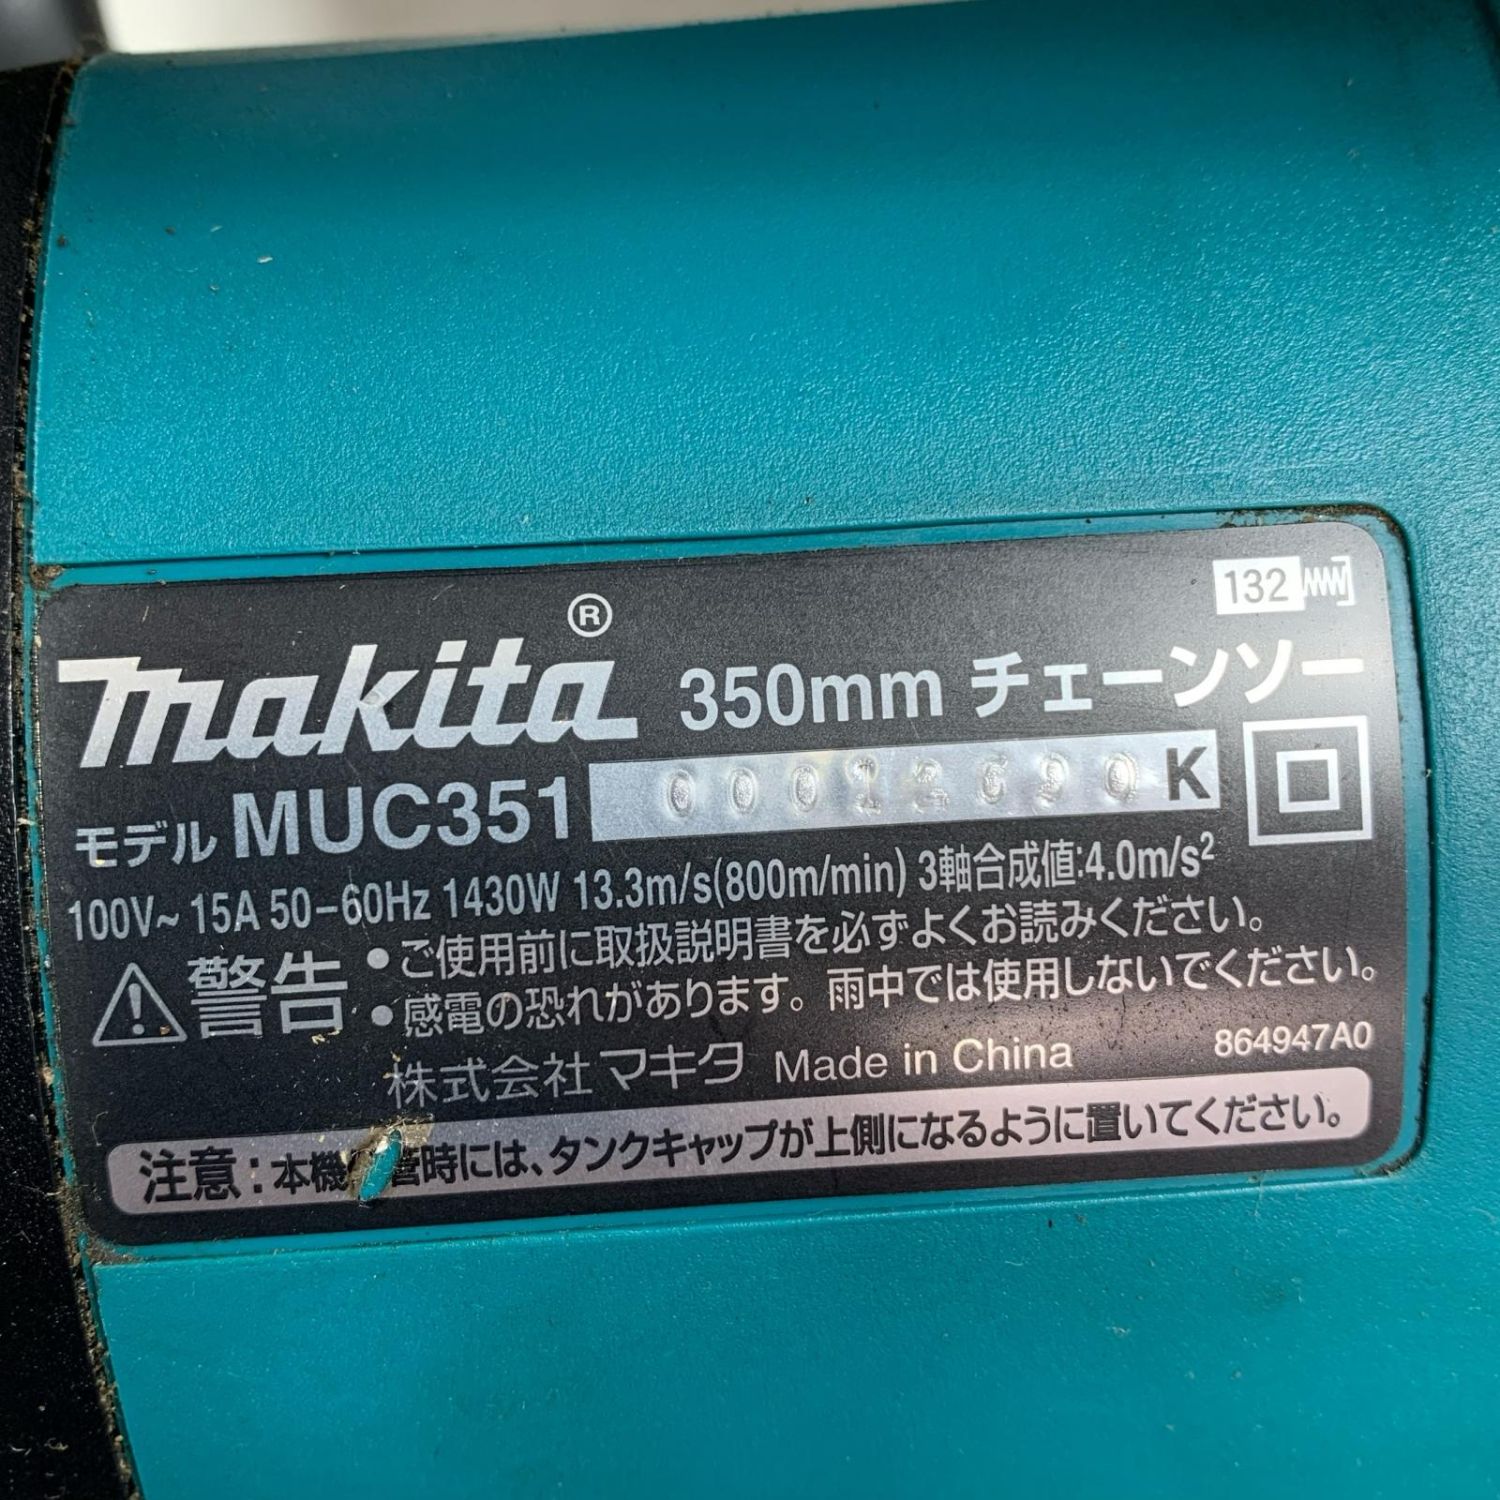 132
makita® 350mm チェーンソー
モデル MUC351 K
100V~ 15A 50-60Hz 1430W 13.3m/s(800m/min) 3軸合成値:4.0m/s²
警告 •ご使用前に取扱説明書を必ずよくお読みください。
•感電の恐れがあります。雨中では使用しないでください。
株式会社マキタ Made in China 864947A0
注意:本機 管時には、タンクキャップが上側になるように置いてください。